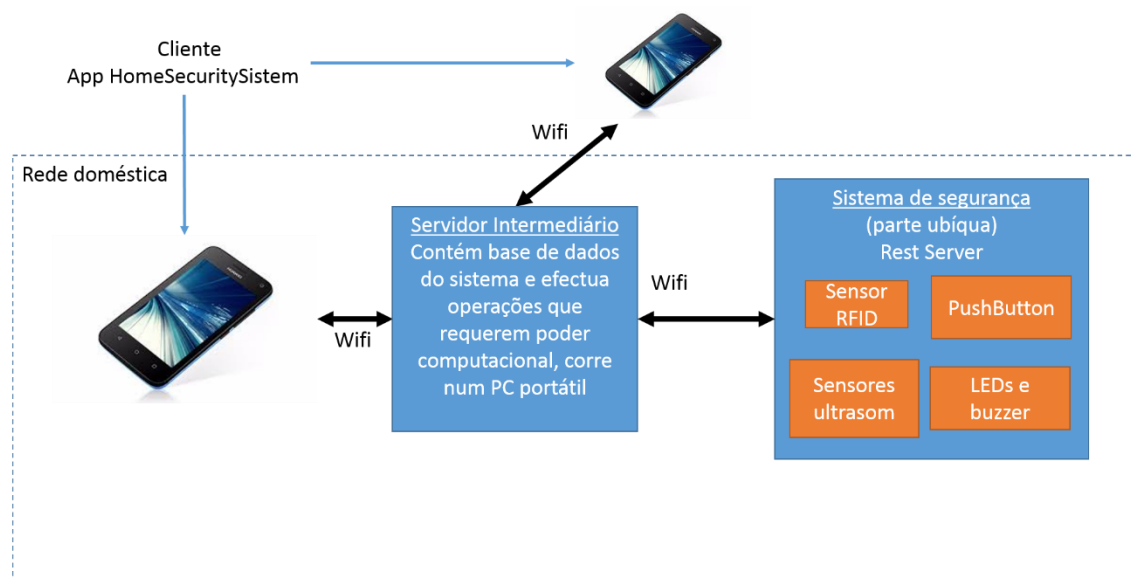 Cliente
App HomeSecuritySistem
Wifi
Rede doméstica
Wifi
Servidor Intermediário
Contém base de dados
do sistema e efectua
operações que
requerem poder
computacional, corre
num PC portátil
Wifi
Sistema de segurança
(parte ubíqua)
Rest Server
Sensor
RFID
PushButton
Sensores
ultrasom
LEDs e
buzzer